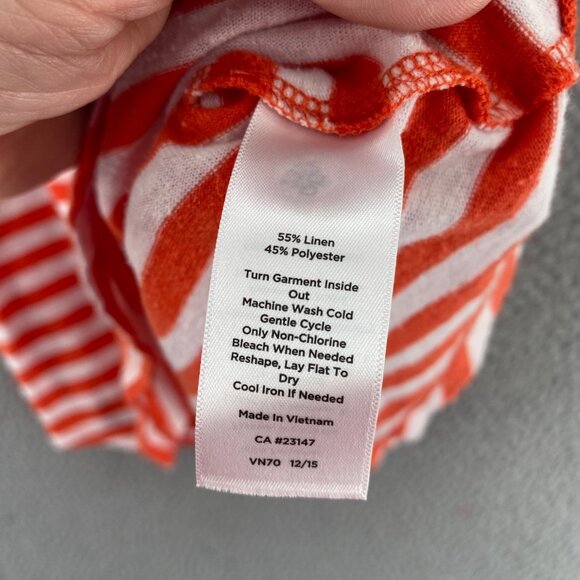 55% Linen
45% Polyester
Turn Garment Inside
Out
Machine Wash Cold
Gentle Cycle
Only Non-Chlorine
Bleach When Needed
Reshape, Lay Flat To
Dry
Cool Iron If Needed
Made In Vietnam
CA #23147
VN70 12/15